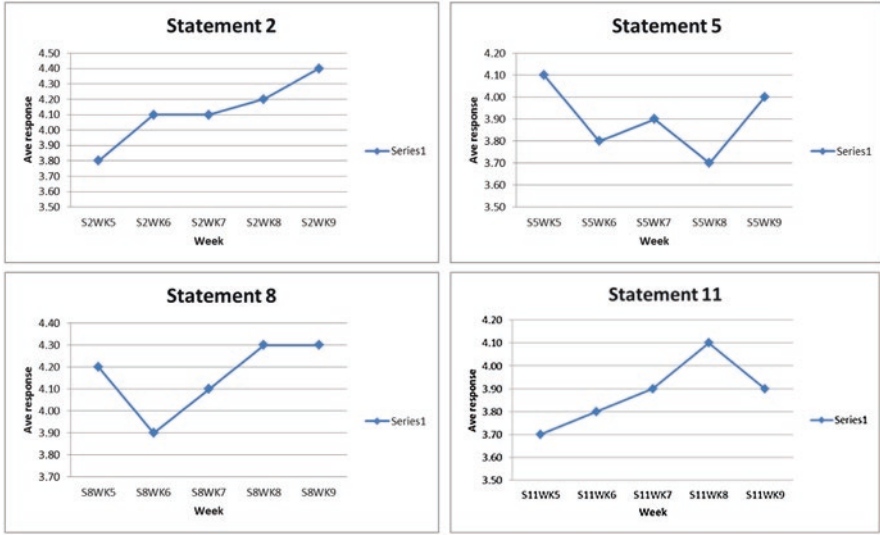 Statement 2
4.50
4.40
4.30
4.20
4.10
4.00
3.90
3.80
3.70
3.60
3.50
Ave response
S2WK5 S2WK6 S2WK7 S2WK8 S2WK9
Week
Series1
Statement 5
4.20
4.10
4.00
3.90
3.80
3.70
3.60
3.50
Ave response
S5WK5 S5WK6 S5WK7 S5WK8 S5WK9
Week
Series1
Statement 8
4.40
4.30
4.20
4.10
4.00
3.90
3.80
3.70
Ave response
S8WK5 S8WK6 S8WK7 S8WK8 S8WK9
Week
Series1
Statement 11
4.20
4.10
4.00
3.90
3.80
3.70
3.60
3.50
Ave response
S11WK5 S11WK6 S11WK7 S11WK8 S11WK9
Week
Series1